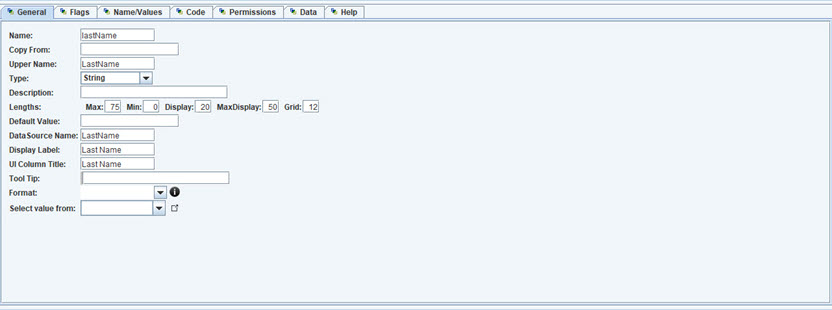 General Flags Name/Values Code Permissions Data Help
Name: lastName
Copy From:
Upper Name: LastName
Type: String
Description:
Lengths: Max: 75 Min: 0 Display: 20 MaxDisplay: 50 Grid: 12
Default Value:
DataSource Name: LastName
Display Label: Last Name
UI Column Title: Last Name
Tool Tip:
Format:
Select value from: